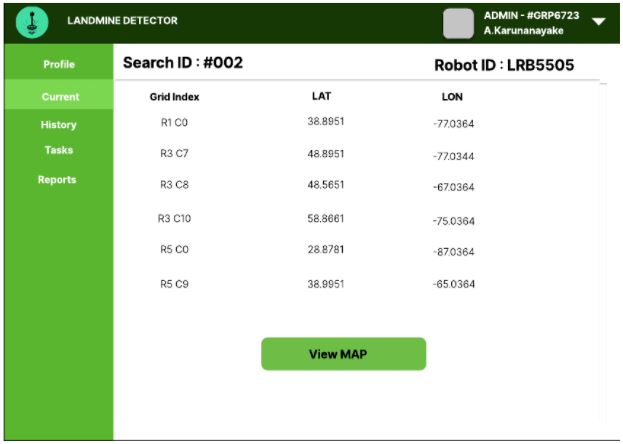 LANDMINE DETECTOR
ADMIN - #GRP6723
A.Karunanayake
Profile
Current
History
Tasks
Reports
Search ID : #002
Robot ID : LRB5505
Grid Index LAT LON
R1 C0 38.8951 -77.0364
R3 C7 48.8951 -77.0344
R3 C8 48.5651 -67.0364
R3 C10 58.8661 -75.0364
R5 C0 28.8781 -87.0364
R5 C9 38.9951 -65.0364
View MAP